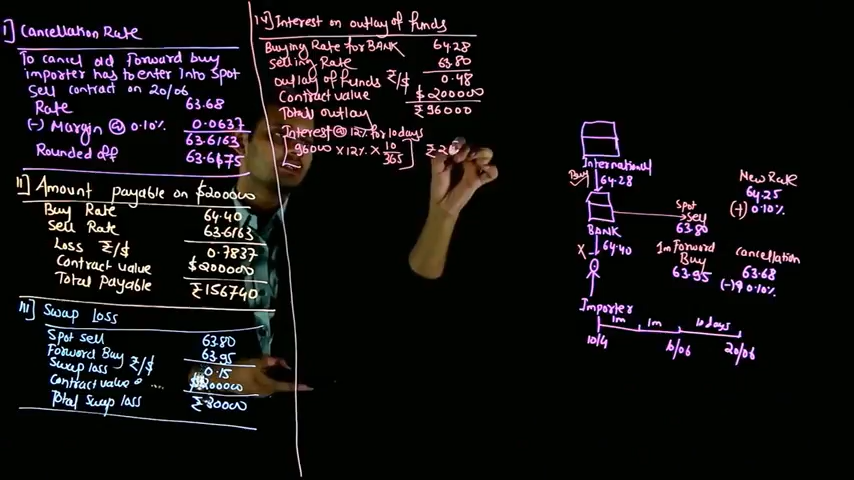 I] Cancellation Rate
To cancel old Forward buy
importer has to enter into spot
sell contract on 20/06
Rate 63.68
(-) Margin @ 0.10% 0.0637
63.6163
Rounded off 63.6175
II] Amount payable on $200000
Buy Rate 64.40
Sell Rate 63.6163
Loss ₹/$ 0.7837
Contract value $200000
Total payable ₹156740
III] Swap Loss
Spot sell 63.80
Forward Buy 63.95
Swap loss ₹/$ 0.15
Contract value $200000
Total swap loss ₹30000
IV] Interest on outlay of funds
Buying Rate for BANK 64.28
selling Rate 63.80
outlay of funds ₹/$ 0.48
Contract value $200000
Total outlay ₹96000
Interest @ 12% for 10 days
[96000 × 12% × 10/365] ₹2
International
Buy 64.28
BANK
Spot
sell
63.80
X 64.40
Importer
New Rate
64.25
(+) 0.10%
1m Forward
Buy
63.95
Cancellation
63.68
(-) 0.10%
1m 1m 10 days
10/4 10/06 20/06